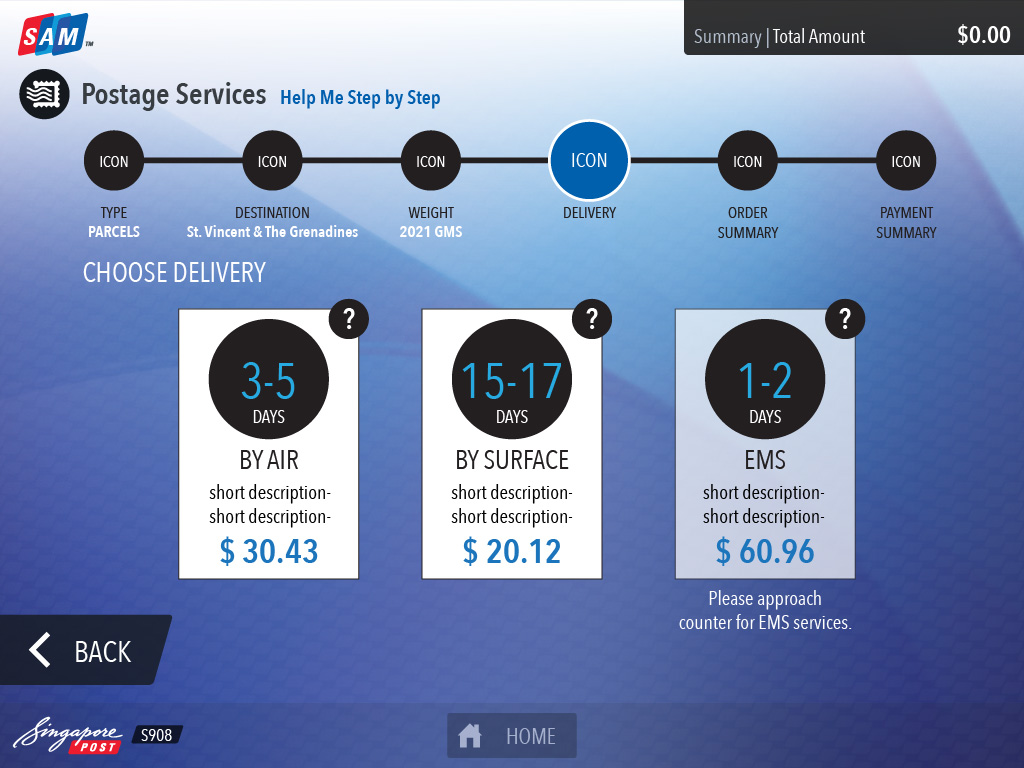 SAM™
Summary | Total Amount $0.00
Postage Services Help Me Step by Step
ICON ICON ICON ICON ICON ICON
TYPE
PARCELS
DESTINATION
St. Vincent & The Grenadines
WEIGHT
2021 GMS
DELIVERY
ORDER
SUMMARY
PAYMENT
SUMMARY
CHOOSE DELIVERY
?
3-5
DAYS
BY AIR
short description-
short description-
$ 30.43
?
15-17
DAYS
BY SURFACE
short description-
short description-
$ 20.12
?
1-2
DAYS
EMS
short description-
short description-
$ 60.96
Please approach
counter for EMS services.
BACK
Singapore
POST
S908
HOME